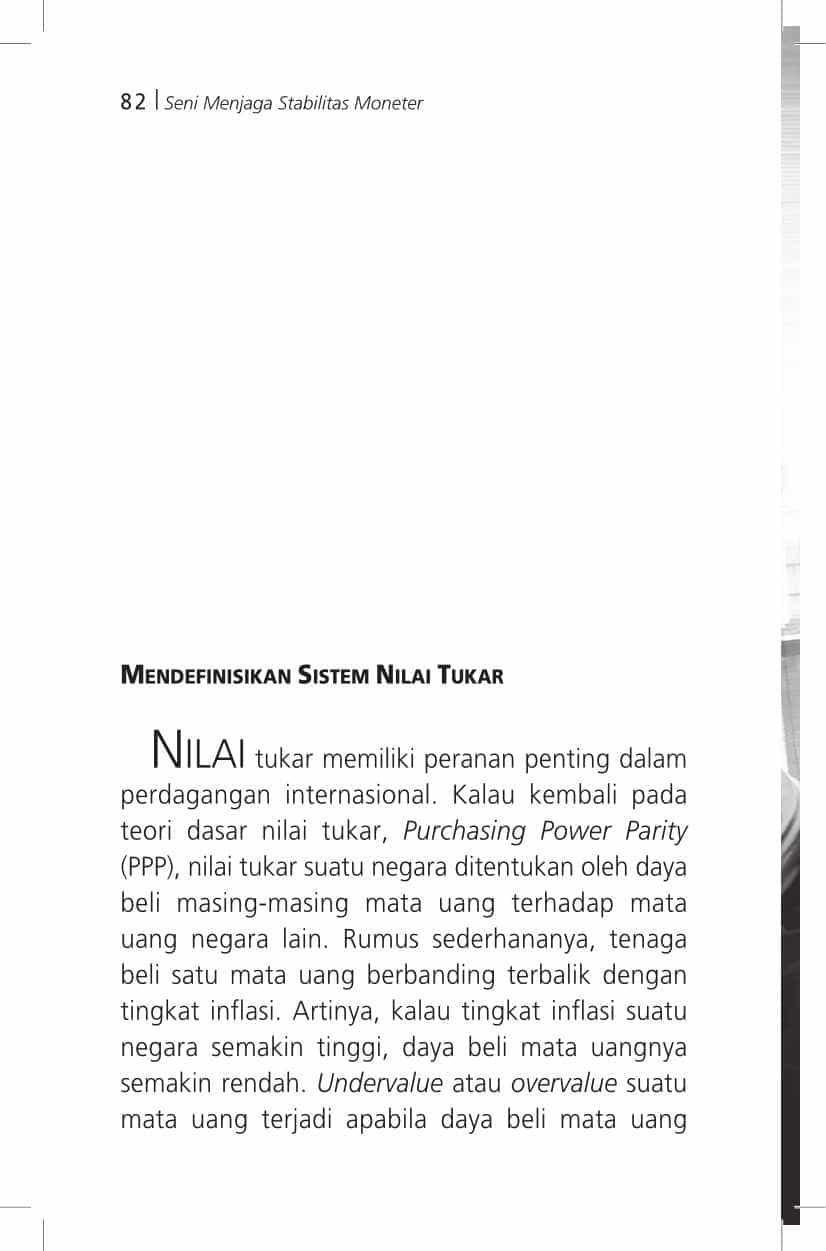 82 | Seni Menjaga Stabilitas Moneter
MENDEFINISIKAN SISTEM NILAI TUKAR
NILAI tukar memiliki peranan penting dalam
perdagangan internasional. Kalau kembali pada
teori dasar nilai tukar, Purchasing Power Parity
(PPP), nilai tukar suatu negara ditentukan oleh daya
beli masing-masing mata uang terhadap mata
uang negara lain. Rumus sederhananya, tenaga
beli satu mata uang berbanding terbalik dengan
tingkat inflasi. Artinya, kalau tingkat inflasi suatu
negara semakin tinggi, daya beli mata uangnya
semakin rendah. Undervalue atau overvalue suatu
mata uang terjadi apabila daya beli mata uang